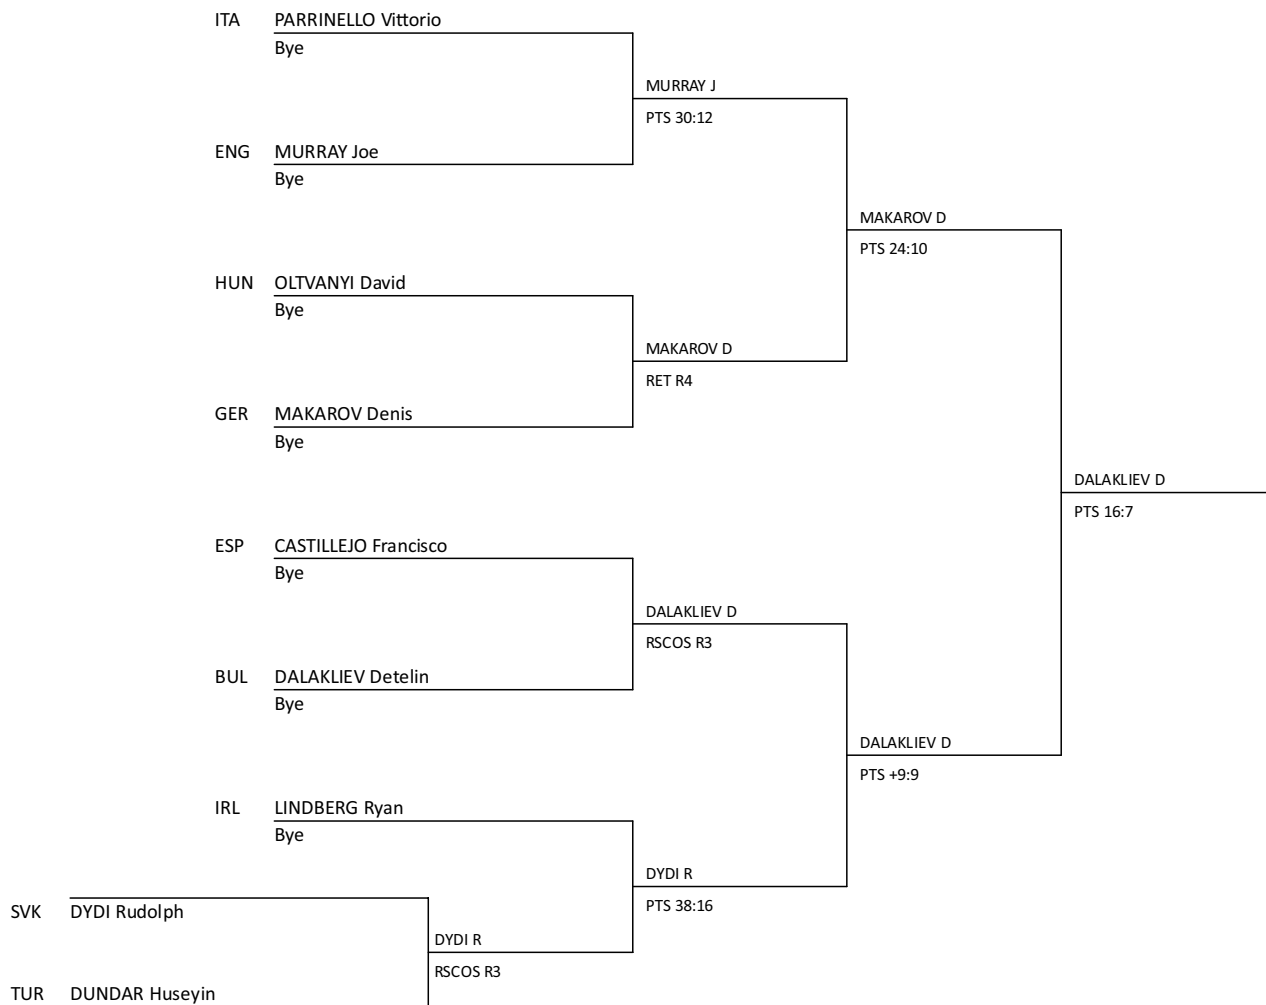 ITA PARRINELLO Vittorio
Bye
MURRAY J
PTS 30:12
ENG MURRAY Joe
Bye
MAKAROV D
PTS 24:10
HUN OLTVANYI David
Bye
MAKAROV D
RET R4
GER MAKAROV Denis
Bye
DALAKLIEV D
PTS 16:7
ESP CASTILLEJO Francisco
Bye
DALAKLIEV D
RSCOS R3
BUL DALAKLIEV Detelin
Bye
DALAKLIEV D
PTS +9:9
IRL LINDBERG Ryan
Bye
DYDI R
PTS 38:16
SVK DYDI Rudolph
DYDI R
RSCOS R3
TUR DUNDAR Huseyin